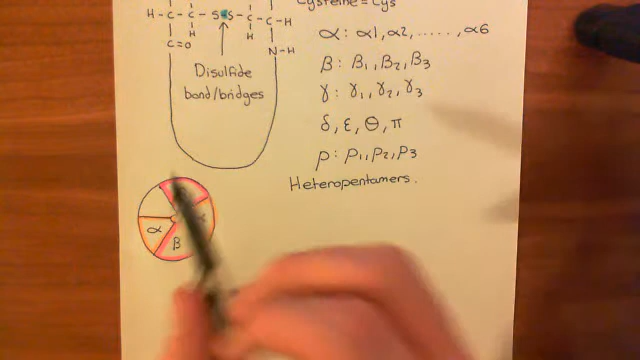 Cysteine = Cys
H-C-C-S-S-C-C-H
H
H
C=O
N-H
Disulfide
bond/bridges
α: α1, α2, ....., α6
β: β1, β2, β3
γ: γ1, γ2, γ3
δ, ε, θ, π
ρ: ρ1, ρ2, ρ3
Heteropentamers.
α
β